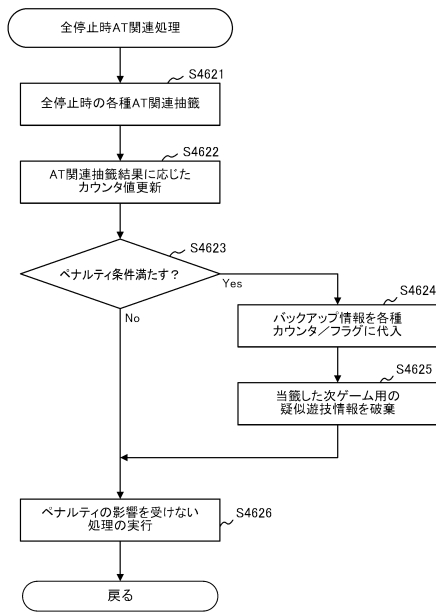 全停止時AT関連処理
S4621
全停止時の各種AT関連抽籤
S4622
AT関連抽籤結果に応じた
カウンタ値更新
S4623
ペナルティ条件満たす？
Yes
No
S4624
バックアップ情報を各種
カウンタ／フラグに代入
S4625
当籤した次ゲーム用の
疑似遊技情報を破棄
ペナルティの影響を受けない
処理の実行
S4626
戻る